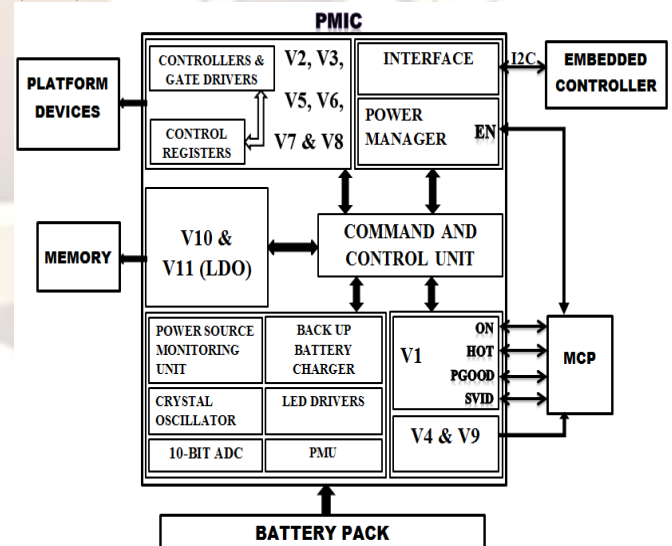 PMIC
PLATFORM
DEVICES
CONTROLLERS &
GATE DRIVERS
CONTROL
REGISTERS
V2, V3,
V5, V6,
V7 & V8
INTERFACE
I2C
EMBEDDED
CONTROLLER
POWER
MANAGER
EN
MEMORY
V10 &
V11 (LDO)
COMMAND AND
CONTROL UNIT
POWER SOURCE
MONITORING
UNIT
BACK UP
BATTERY
CHARGER
CRYSTAL
OSCILLATOR
LED DRIVERS
10-BIT ADC
PMU
V1
ON
HOT
PGOOD
SVID
MCP
V4 & V9
BATTERY PACK